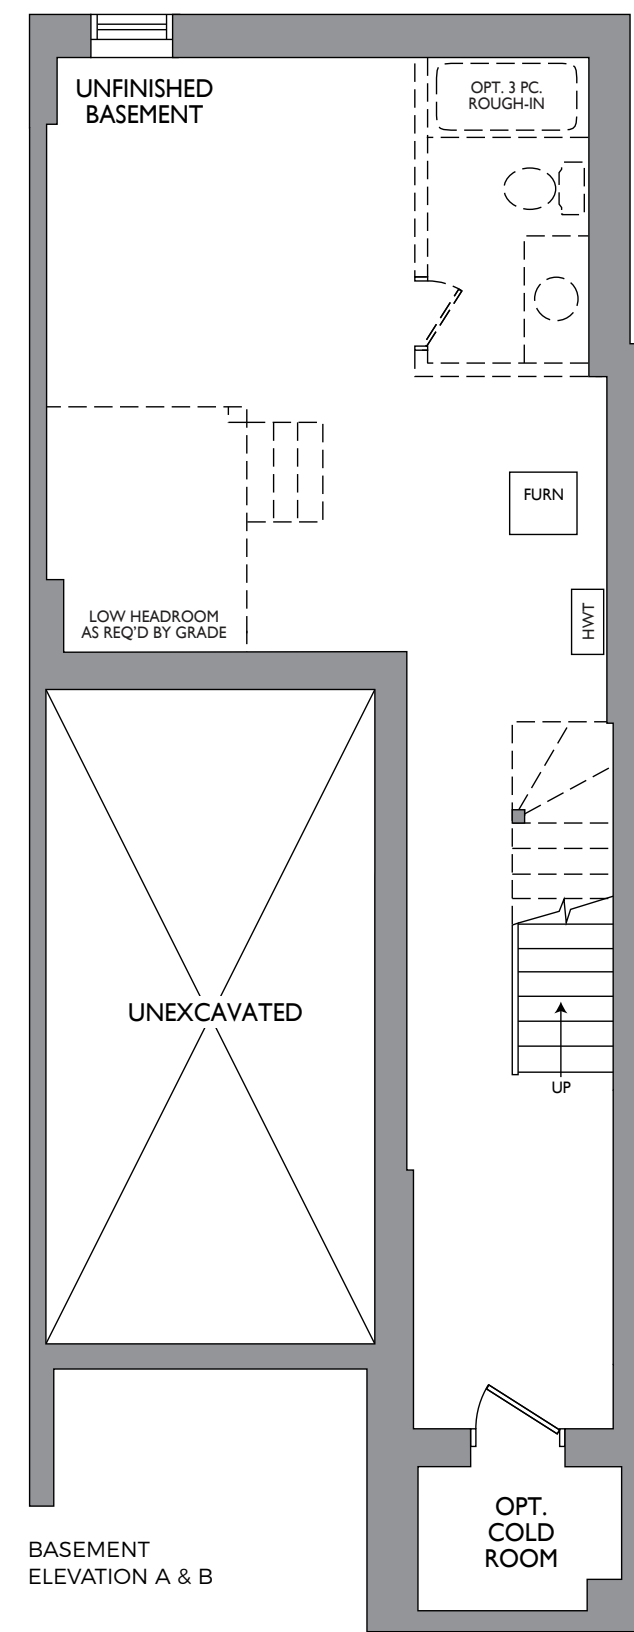 UNFINISHED
BASEMENT
OPT. 3 PC.
ROUGH-IN
FURN
HWT
LOW HEADROOM
AS REQ'D BY GRADE
UNEXCAVATED
UP
OPT.
COLD
ROOM
BASEMENT
ELEVATION A & B